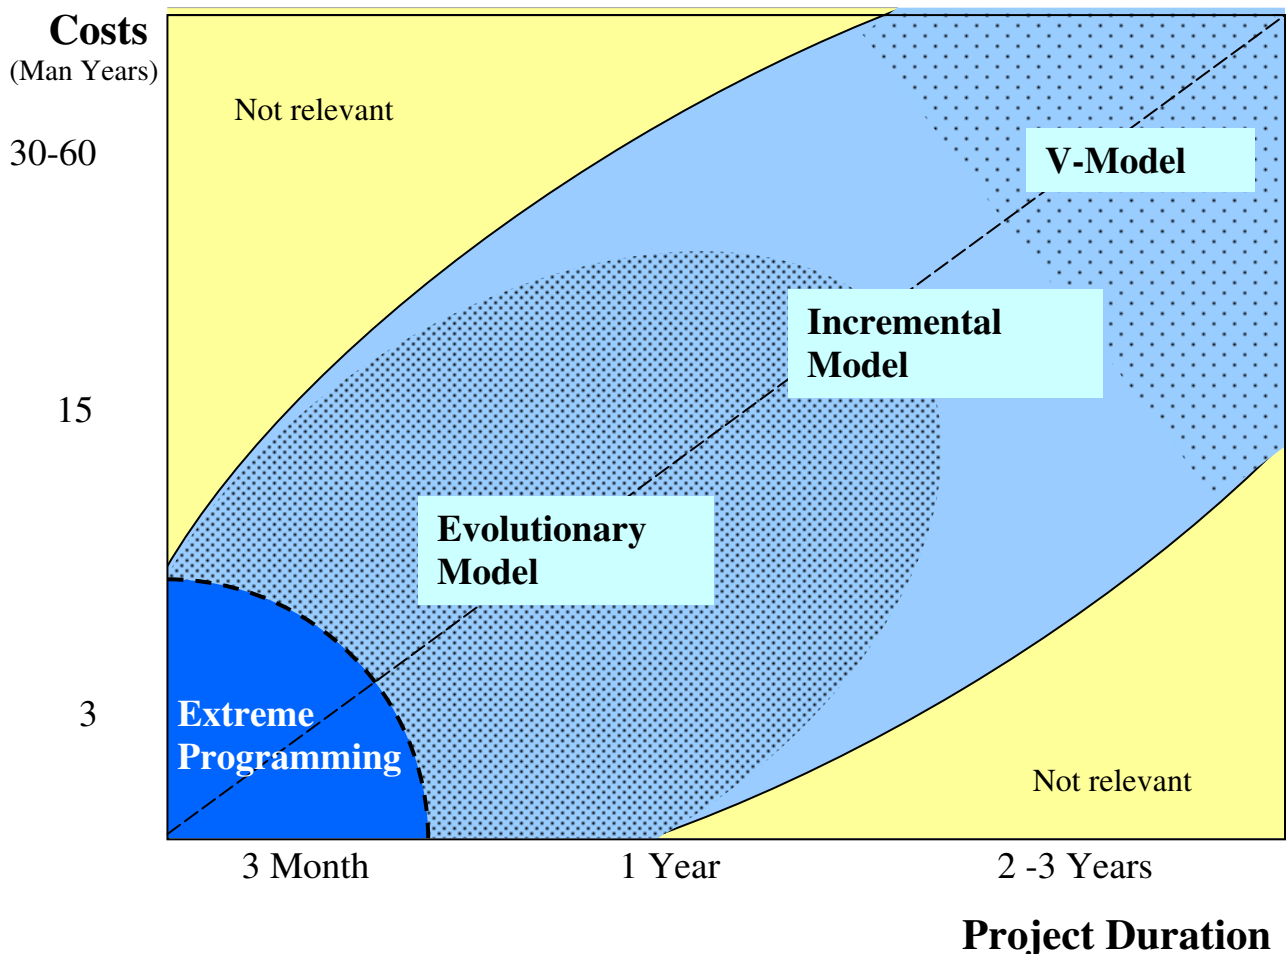 Costs
(Man Years)
Not relevant
30-60
V-Model
Incremental
Model
15
Evolutionary
Model
3
Extreme
Programming
Not relevant
3 Month
1 Year
2 -3 Years
Project Duration